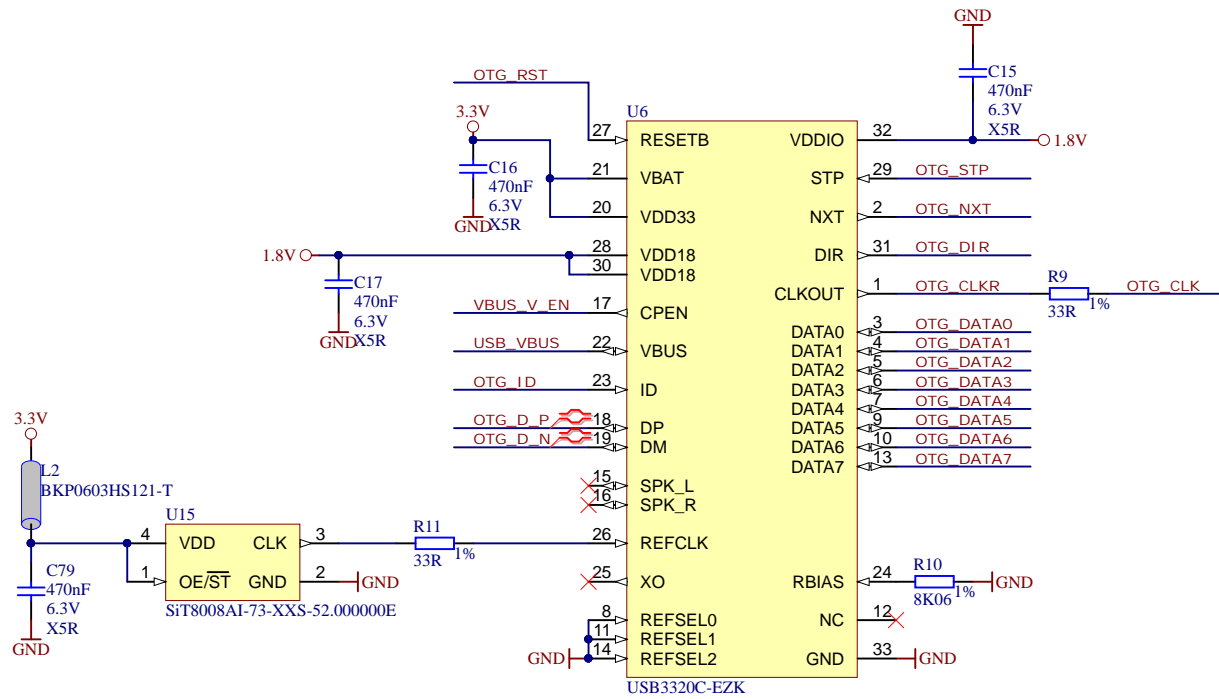 GND
C15
470nF
6.3V
X5R
1.8V
OTG_RST
3.3V
C16
470nF
6.3V
X5R
GND
1.8V
C17
470nF
6.3V
X5R
GND
VBUS_V_EN
USB_VBUS
OTG_ID
OTG_D_P
OTG_D_N
U6
27 RESETB
21 VBAT
20 VDD33
28 VDD18
30 VDD18
17 CPEN
22 VBUS
23 ID
18 DP
19 DM
15 SPK_L
16 SPK_R
26 REFCLK
25 XO
8 REFSEL0
11 REFSEL1
14 REFSEL2
GND
VDDIO 32
STP 29 OTG_STP
NXT 2 OTG_NXT
DIR 31 OTG_DIR
CLKOUT 1 OTG_CLKR
R9
33R
1%
OTG_CLK
DATA0 3 OTG_DATA0
DATA1 4 OTG_DATA1
DATA2 5 OTG_DATA2
DATA3 6 OTG_DATA3
DATA4 7 OTG_DATA4
DATA5 9 OTG_DATA5
DATA6 10 OTG_DATA6
DATA7 13 OTG_DATA7
RBIAS 24
R10
8K06
1%
GND
NC 12
GND 33 GND
USB3320C-EZK
3.3V
L2
BKP0603HS121-T
U15
4 VDD CLK 3
1 OE/ST GND 2 GND
SiT8008AI-73-XXS-52.000000E
R11
33R
1%
C79
470nF
6.3V
X5R
GND